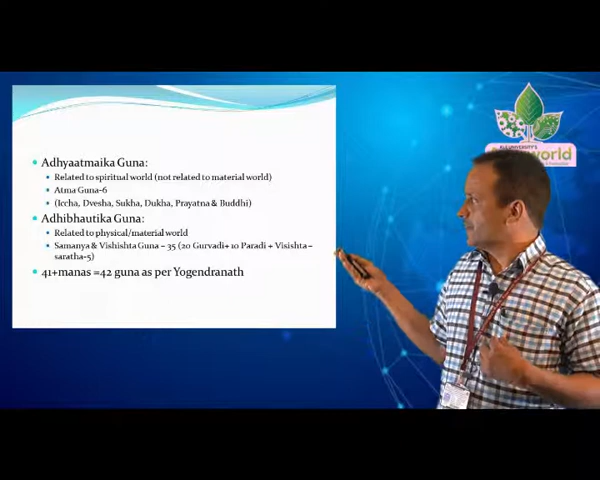 KLE UNIVERSITY'S
world
Adhyaatmaika Guna:
Related to spiritual world (not related to material world)
Atma Guna-6
(Iccha, Dvesha, Sukha, Dukha, Prayatna & Buddhi)
Adhibhautika Guna:
Related to physical/material world
Samanya & Vishishta Guna – 35 (20 Gurvadi+ 10 Paradi + Visishta –
saratha-5)
41+manas =42 guna as per Yogendranath